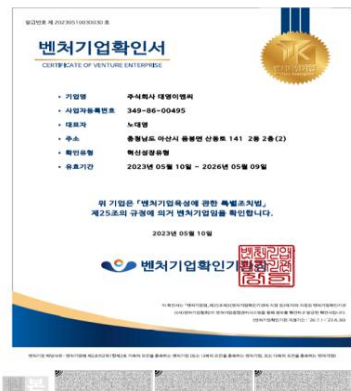 발급번호 제 20230510030030 호
벤처기업확인서
CERTIFICATE OF VENTURE ENTERPRISE
• 기업명 주식회사 대영이엠씨
• 사업자등록번호 349-86-00495
• 대표자 노대영
• 주소 충청남도 아산시 음봉면 산동로 141 2동 2층(2)
• 확인유형 혁신성장유형
• 유효기간 2023년 05월 10일 ~ 2026년 05월 09일
위 기업은 「벤처기업육성에 관한 특별조치법」
제25조의 규정에 의거 벤처기업임을 확인합니다.
2023년 05월 10일
벤처기업확인기관장